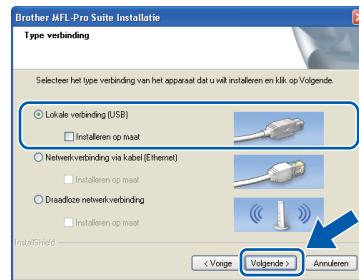 Brother MFL-Pro Suite Installatie
Type verbinding
Selecteer het type verbinding van het apparaat dat u wilt installeren en klik op Volgende.
Lokale verbinding (USB)
Installeren op maat
Netwerkverbinding via kabel (Ethernet)
Installeren op maat
Draadloze netwerkverbinding
Installeren op maat
InstallShield
< Vorige
Volgende >
Annuleren